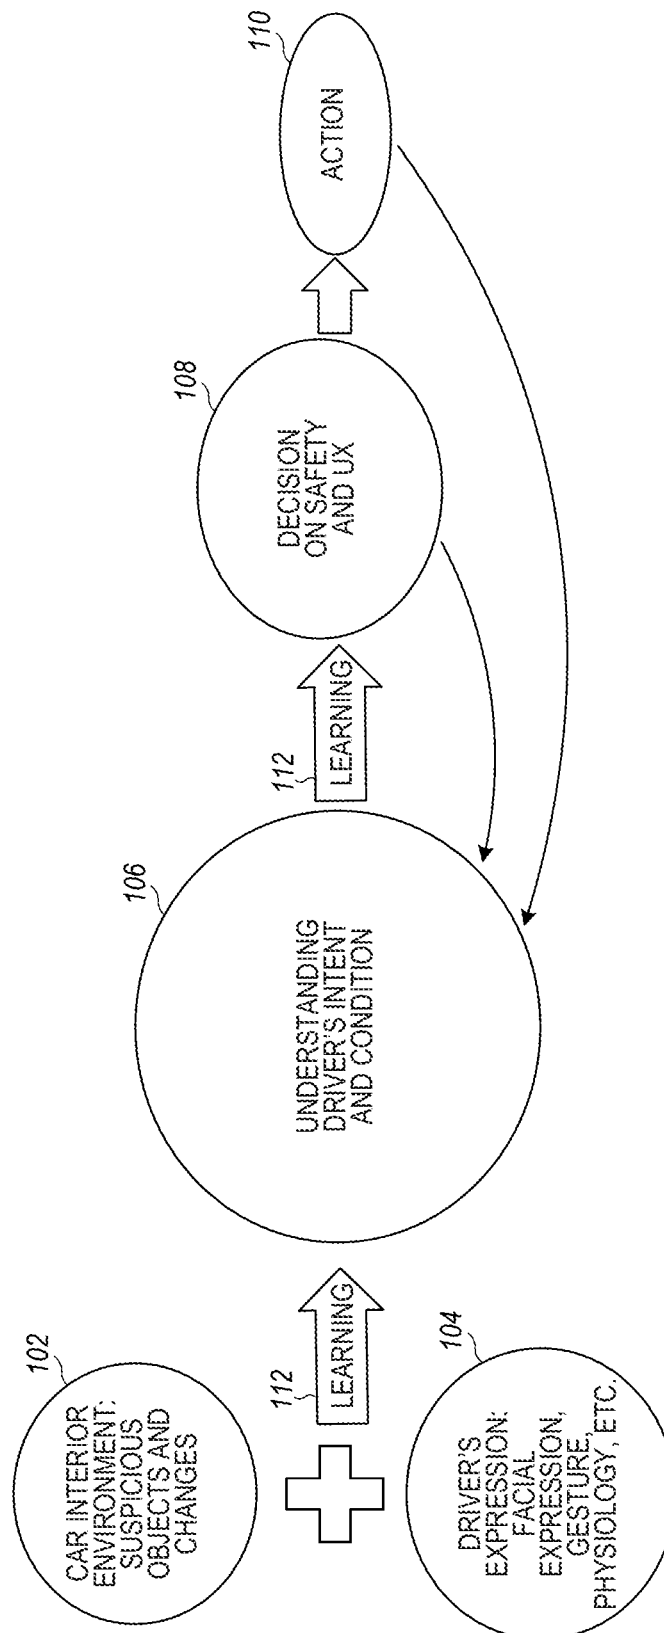 102
CAR INTERIOR
ENVIRONMENT:
SUSPICIOUS
OBJECTS AND
CHANGES
104
DRIVER'S
EXPRESSION:
FACIAL
EXPRESSION,
GESTURE,
PHYSIOLOGY, ETC.
112
LEARNING
106
UNDERSTANDING
DRIVER'S INTENT
AND CONDITION
112
LEARNING
108
DECISION
ON SAFETY
AND UX
110
ACTION